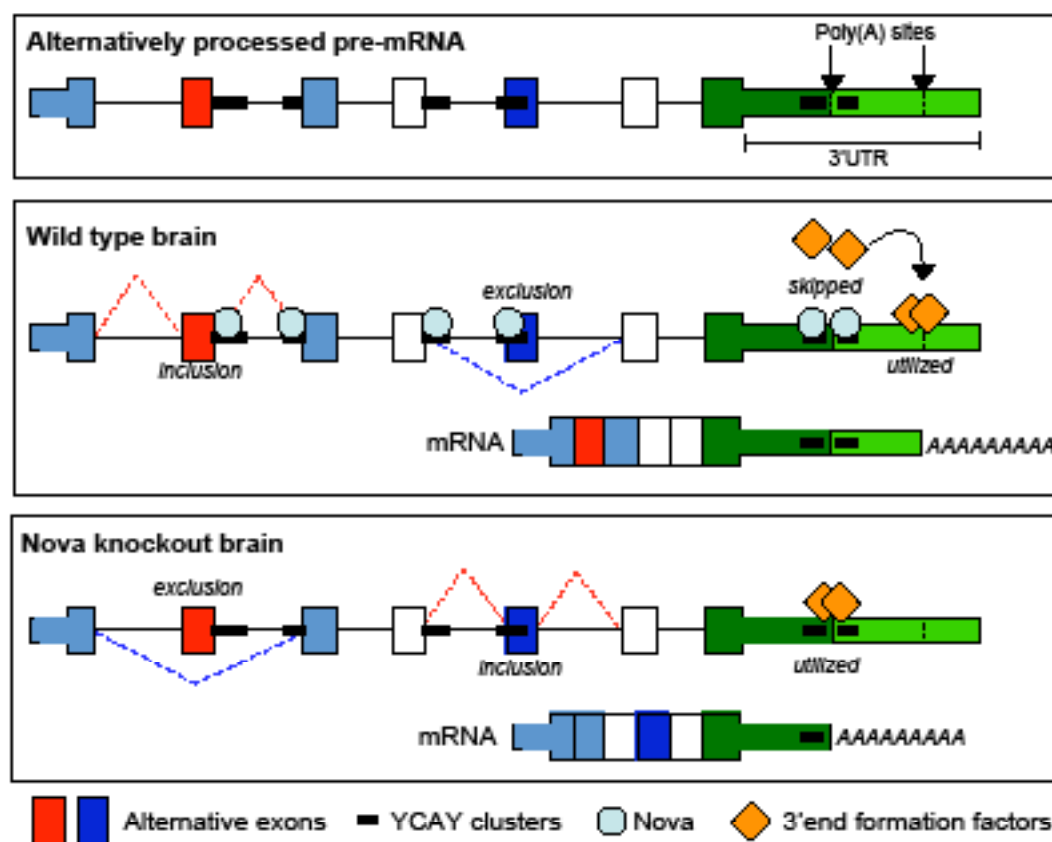 Alternatively processed pre-mRNA
Poly(A) sites
3'UTR
Wild type brain
exclusion
skipped
inclusion
utilized
mRNA
AAAAAAAAA
Nova knockout brain
exclusion
inclusion
utilized
mRNA
AAAAAAAAA
Alternative exons
YCAY clusters
Nova
3'end formation factors